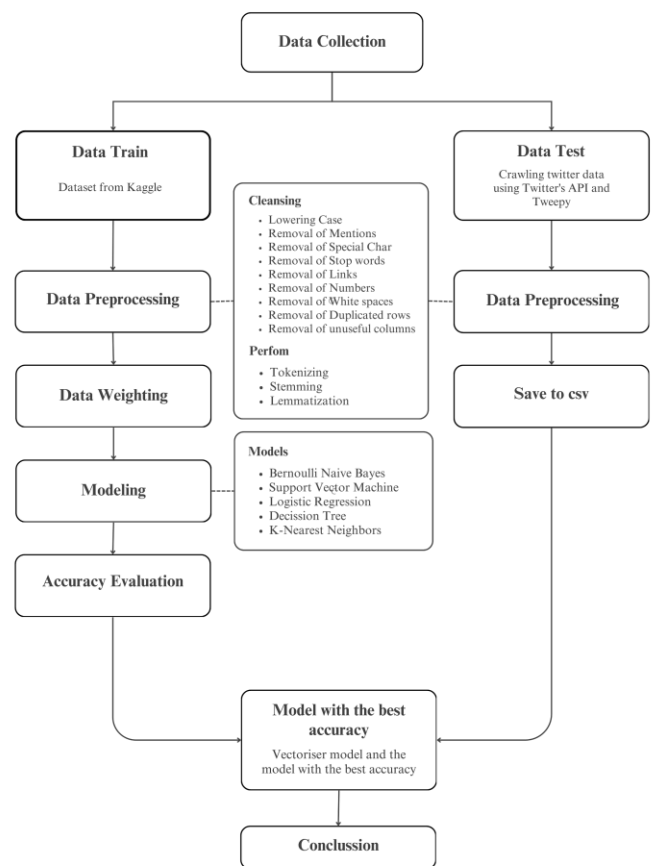 Data Collection
Data Train
Dataset from Kaggle
Data Test
Crawling twitter data
using Twitter's API and
Tweepy
Cleansing
• Lowering Case
• Removal of Mentions
• Removal of Special Char
• Removal of Stop words
• Removal of Links
• Removal of Numbers
• Removal of White spaces
• Removal of Duplicated rows
• Removal of unuseful columns
Perfom
• Tokenizing
• Stemming
• Lemmatization
Data Preprocessing
Data Preprocessing
Data Weighting
Save to csv
Modeling
Models
• Bernoulli Naive Bayes
• Support Vector Machine
• Logistic Regression
• Decission Tree
• K-Nearest Neighbors
Accuracy Evaluation
Model with the best
accuracy
Vectoriser model and the
model with the best accuracy
Conclussion